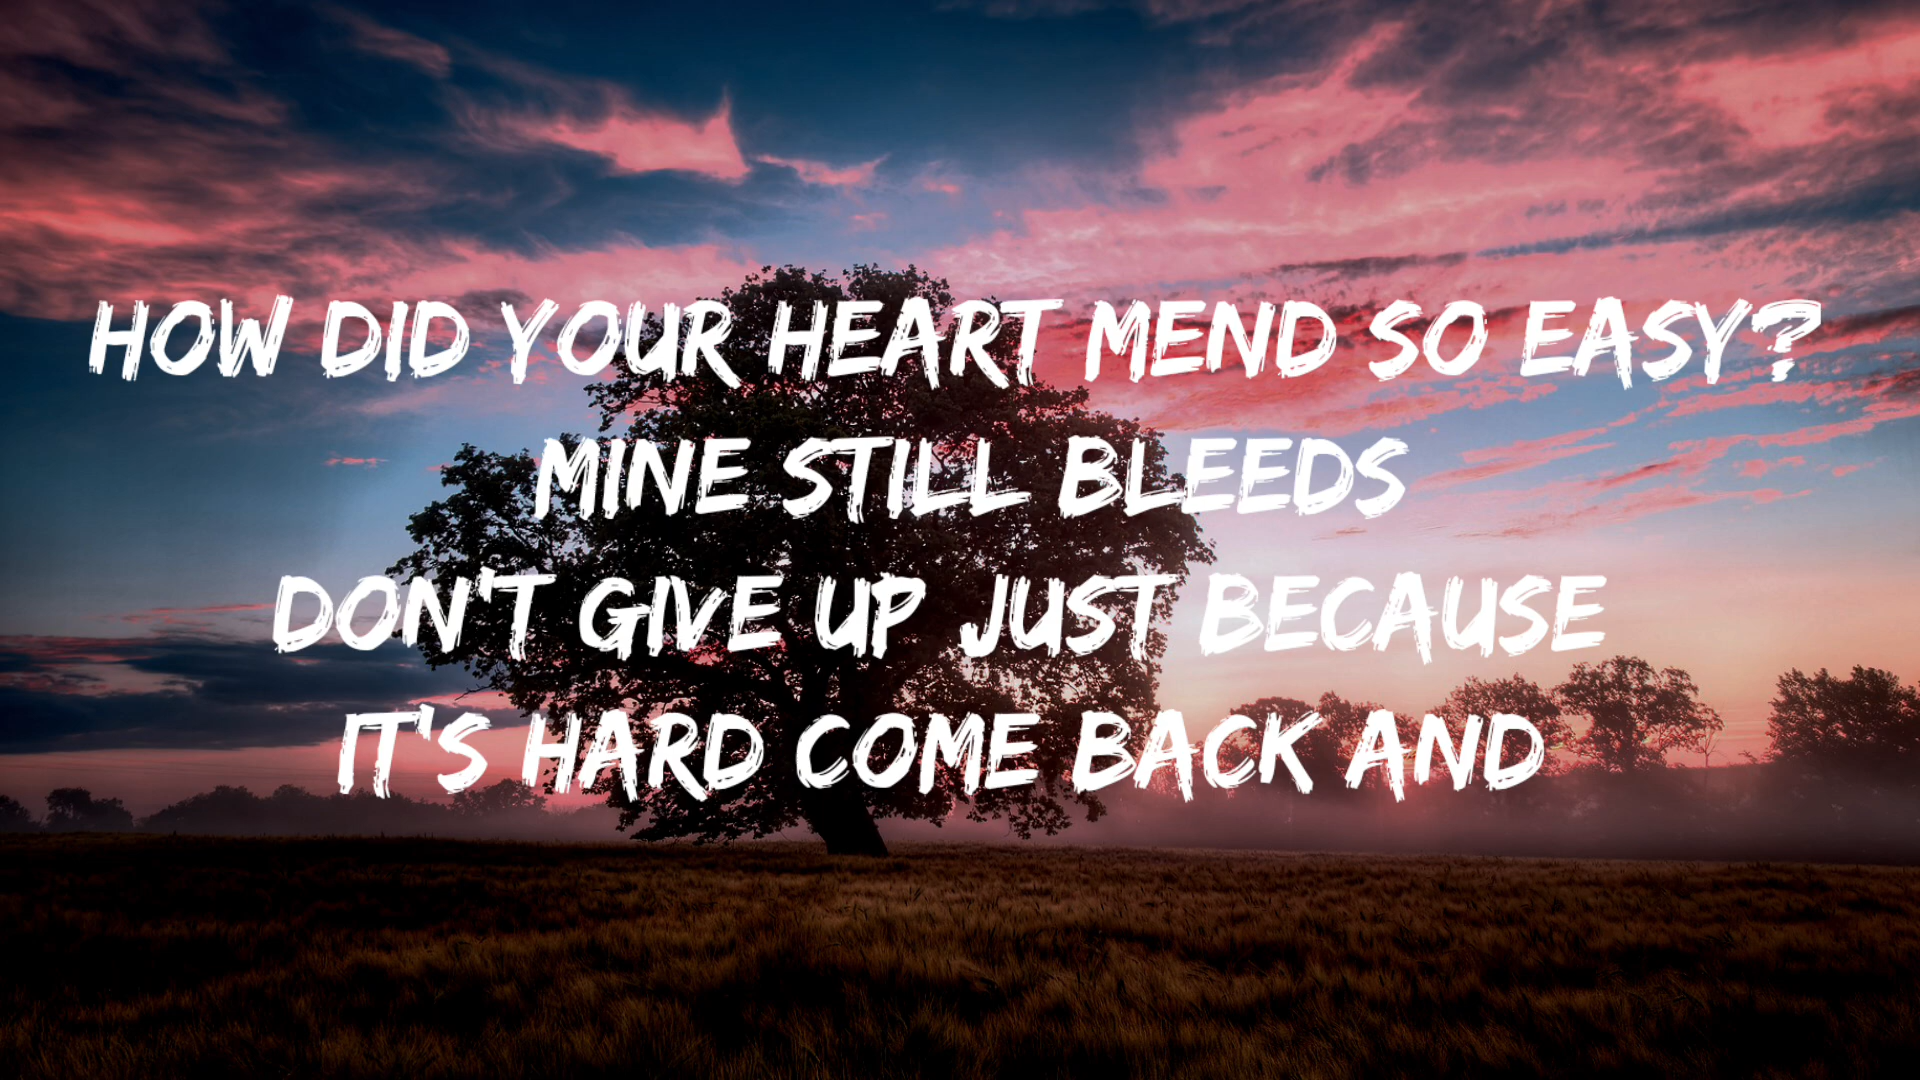 HOW DID YOUR HEART MEND SO EASY?
MINE STILL BLEEDS
DON'T GIVE UP JUST BECAUSE
IT'S HARD COME BACK AND